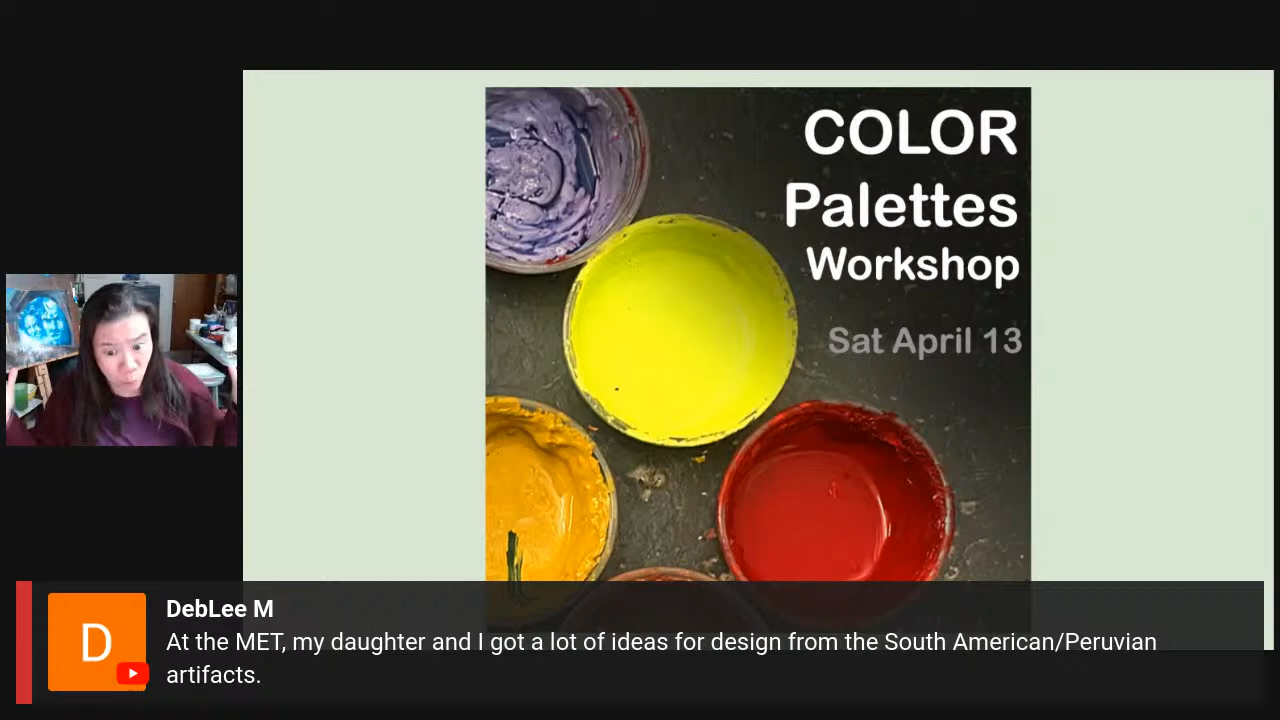 COLOR
Palettes
Workshop
Sat April 13
D
DebLee M
At the MET, my daughter and I got a lot of ideas for design from the South American/Peruvian
artifacts.